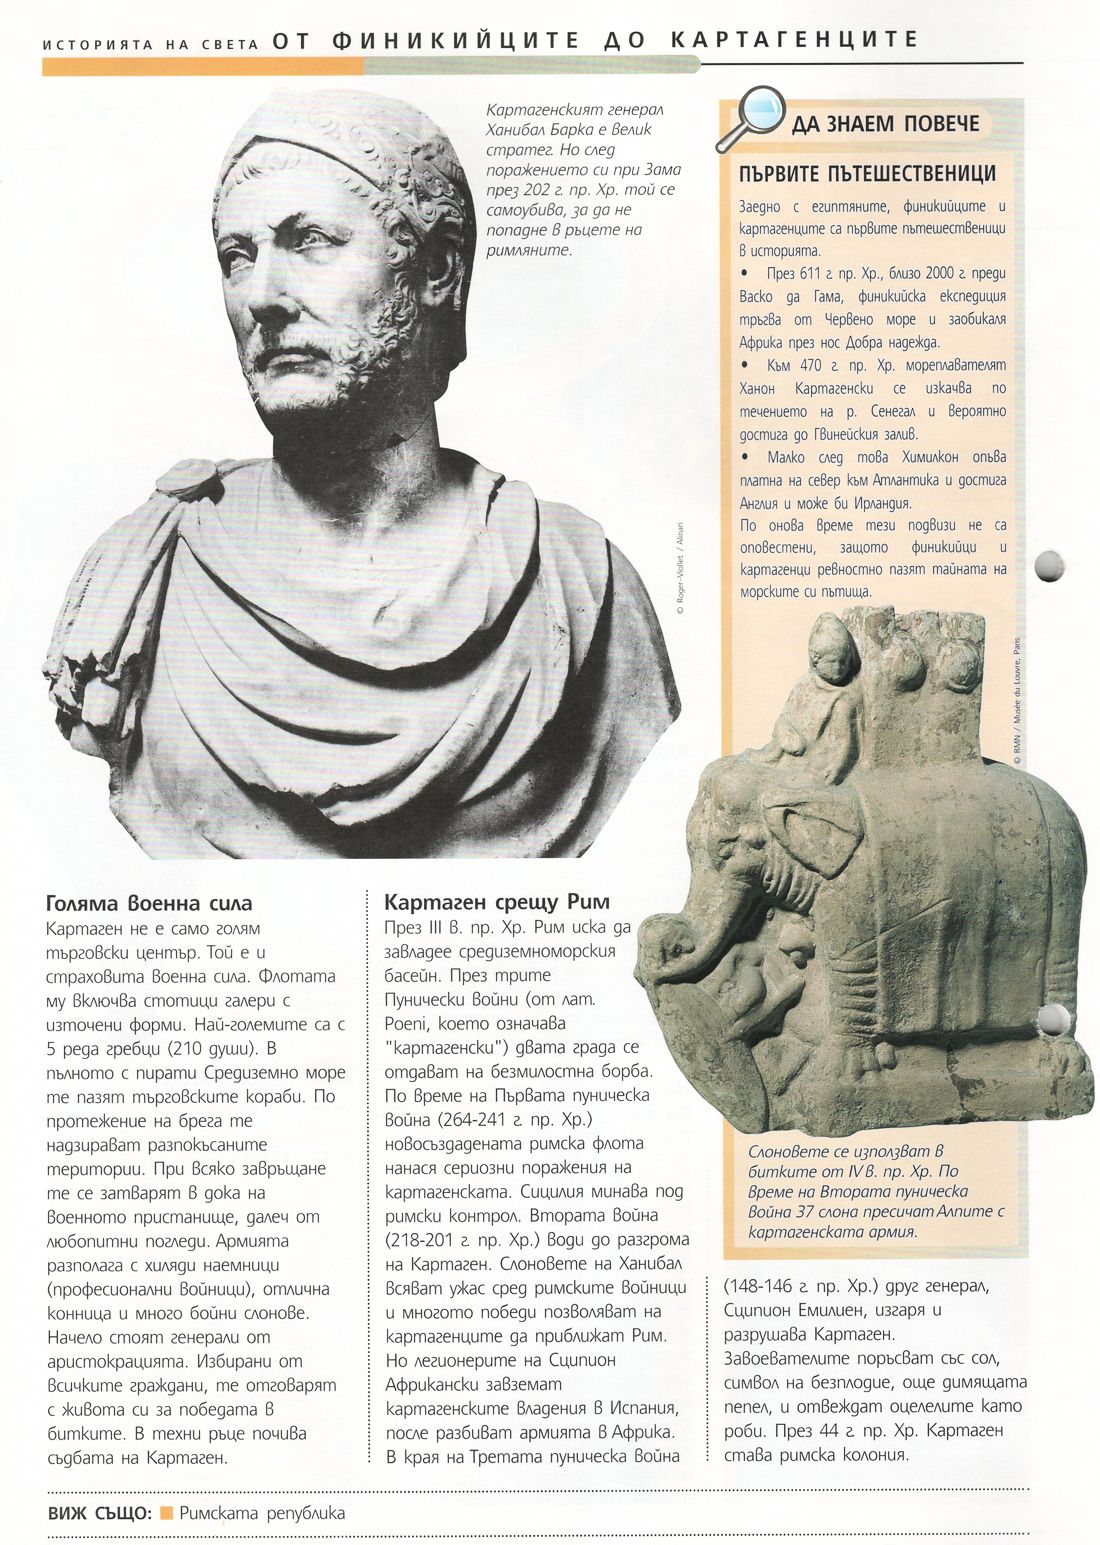 ИСТОРИЯТА НА СВЕТА ОТ ФИНИКИЙЦИТЕ ДО КАРТАГЕНЦИТЕ
Картагенският генерал
Ханибал Барка е велик
стратег. Но след
поражението си при Зама
през 202 г. пр. Хр. той се
самоубива, за да не
попадне в ръцете на
римляните.
© Roger-Viollet / Alinari
ДА ЗНАЕМ ПОВЕЧЕ
ПЪРВИТЕ ПЪТЕШЕСТВЕНИЦИ
Заедно с египтяните, финикийците и
картагенците са първите пътешественици
в историята.
• През 611 г. пр. Хр., близо 2000 г. преди
Васко да Гама, финикийска експедиция
тръгва от Червено море и заобикаля
Африка през нос Добра надежда.
• Към 470 г. пр. Хр. мореплавателят
Ханон Картагенски се изкачва по
течението на р. Сенегал и вероятно
достига до Гвинейския залив.
• Малко след това Химилкон опъва
платна на север към Атлантика и достига
Англия и може би Ирландия.
По онова време тези подвизи не са
оповестени, защото финикийци и
картагенци ревностно пазят тайната на
морските си пътища.
© RMN / Musée du Louvre, Paris
Слоновете се използват в
битките от IV в. пр. Хр. По
време на Втората пуническа
война 37 слона пресичат Алпите с
картагенската армия.
Голяма военна сила
Картаген не е само голям
търговски център. Той е и
страховита военна сила. Флотата
му включва стотици галери с
източени форми. Най-големите са с
5 реда гребци (210 души). В
пълното с пирати Средиземно море
те пазят търговските кораби. По
протежение на брега те
надзирават разпокъсаните
територии. При всяко завръщане
те се затварят в дока на
военното пристанище, далеч от
любопитни погледи. Армията
разполага с хиляди наемници
(професионални войници), отлична
конница и много бойни слонове.
Начело стоят генерали от
аристокрацията. Избирани от
всичките граждани, те отговарят
с живота си за победата в
битките. В техни ръце почива
съдбата на Картаген.
Картаген срещу Рим
През III в. пр. Хр. Рим иска да
завладее средиземноморския
басейн. През трите
Пунически войни (от лат.
Poeni, което означава
"картагенски") двата града се
отдават на безмилостна борба.
По време на Първата пуническа
война (264-241 г. пр. Хр.)
новосъздадената римска флота
нанася сериозни поражения на
картагенската. Сицилия минава под
римски контрол. Втората война
(218-201 г. пр. Хр.) води до разгрома
на Картаген. Слоновете на Ханибал
всяват ужас сред римските войници
и многото победи позволяват на
картагенците да приближат Рим.
Но легионерите на Сципион
Африкански завземат
картагенските владения в Испания,
после разбиват армията в Африка.
В края на Третата пуническа война
(148-146 г. пр. Хр.) друг генерал,
Сципион Емилиен, изгаря и
разрушава Картаген.
Завоевателите поръсват със сол,
символ на безплодие, още димящата
пепел, и отвеждат оцелелите като
роби. През 44 г. пр. Хр. Картаген
става римска колония.
ВИЖ СЪЩО: Римската република